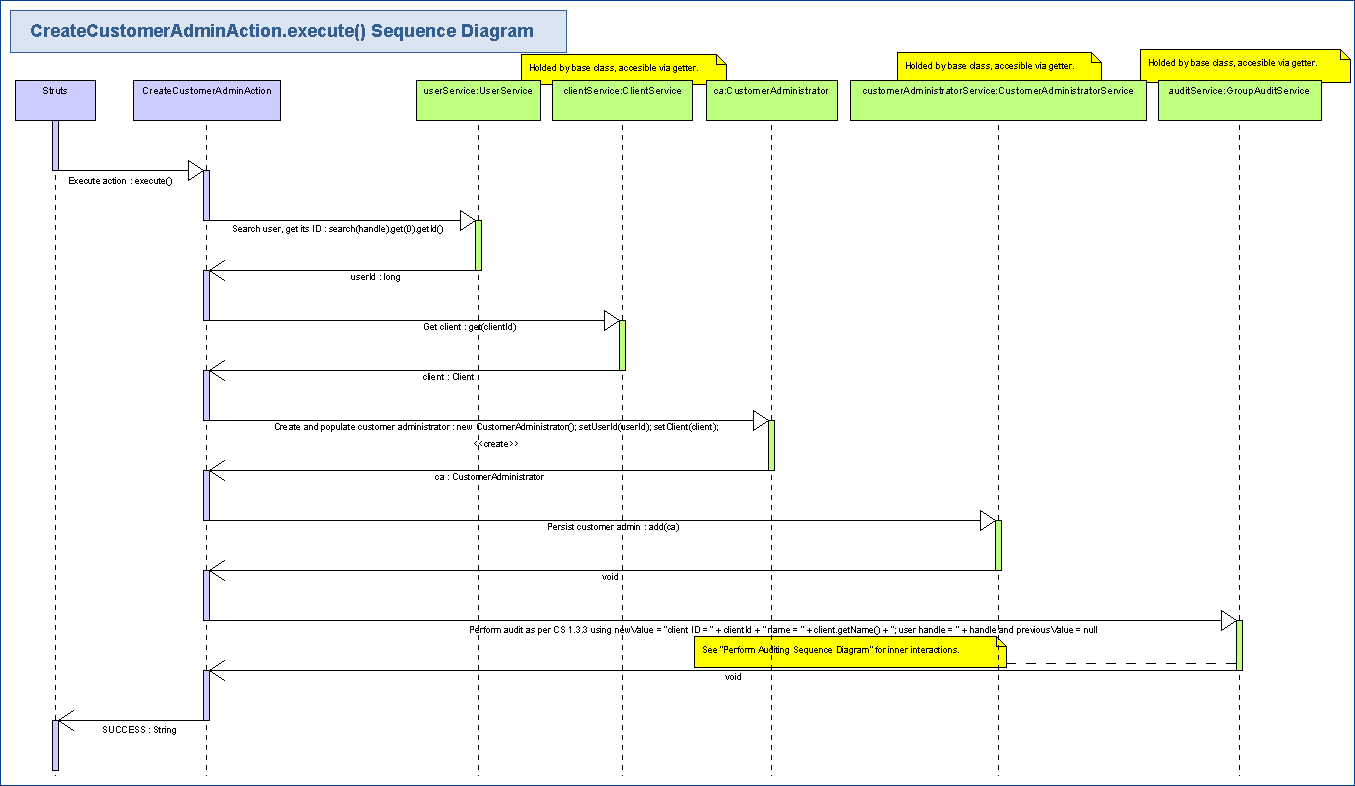 CreateCustomerAdminAction.execute() Sequence Diagram
Holded by base class, accesible via getter.
Holded by base class, accesible via getter.
Holded by base class, accesible via getter.
Struts
CreateCustomerAdminAction
userService:UserService
clientService:ClientService
ca:CustomerAdministrator
customerAdministratorService:CustomerAdministratorService
auditService:GroupAuditService
Execute action : execute()
Search user, get its ID : search(handle).get(0).getId()
userId : long
Get client : get(clientId)
client : Client
Create and populate customer administrator : new CustomerAdministrator(); setUserId(userId); setClient(client);
<<create>>
ca : CustomerAdministrator
Persist customer admin : add(ca)
void
Perform audit as per CS 1.3.3 using newValue = "client ID = " + clientId + " name = " + client.getName() + "; user handle = " + handle and previousValue = null
See "Perform Auditing Sequence Diagram" for inner interactions.
void
SUCCESS : String